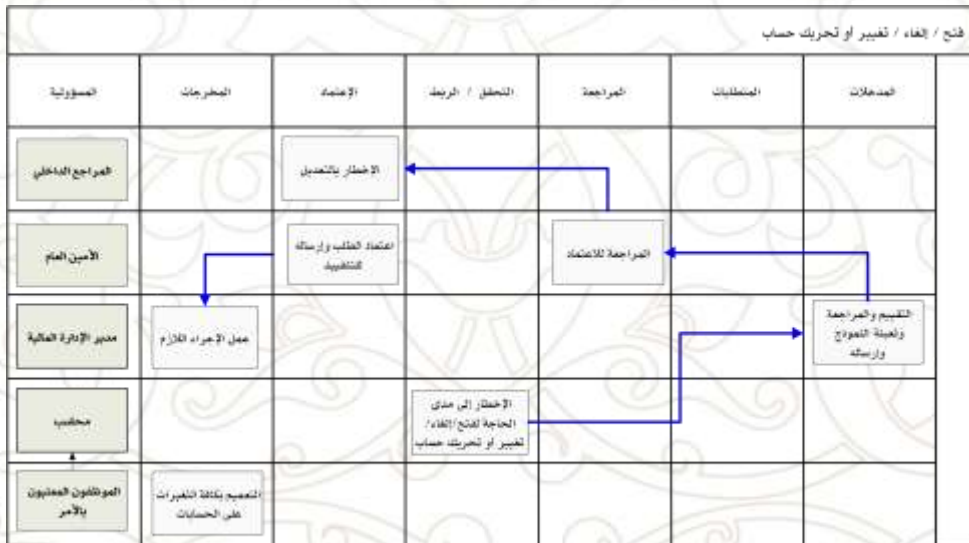 فتح / إلغاء / تغيير أو تحريك حساب
المدخلات
المتطلبات
المراجعة
التحقق / الربط
الإعتماد
المخرجات
المسؤولية
الإخطار بالتعديل
المراجع الداخلي
المراجعة للاعتماد
اعتماد الطلب وإرساله
للتنفيذ
الأمين العام
التقييم والمراجعة
وتعبئة النموذج
وإرساله
عمل الإجراء اللازم
مدير الإدارة المالية
الإخطار إلى مدى
الحاجة لفتح/إلغاء/
تغيير أو تحريك حساب
محاسب
التعميم بكافة التغيرات
على الحسابات
الموظفون المعنيون
بالأمر